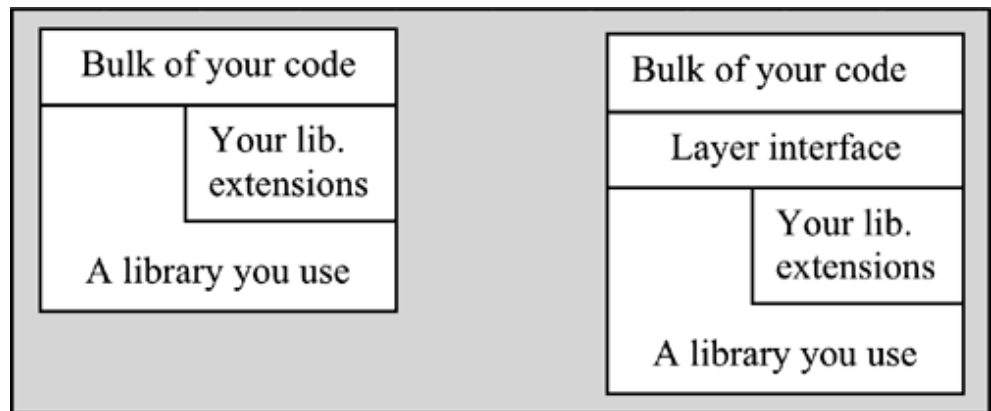 Bulk of your code
Your lib.
extensions
A library you use
Bulk of your code
Layer interface
Your lib.
extensions
A library you use